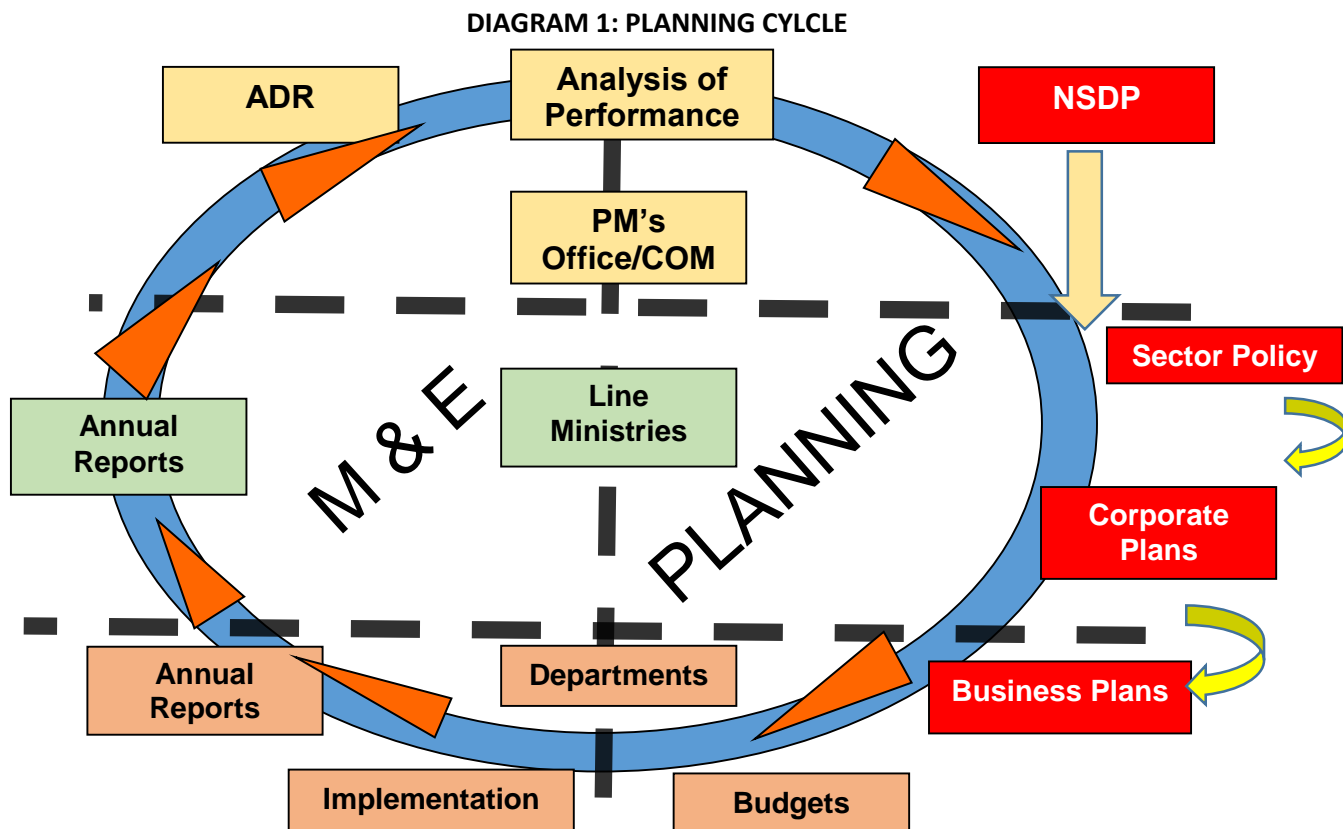 DIAGRAM 1: PLANNING CYLCLE
ADR
Analysis of
Performance
NSDP
PM’s
Office/COM
Sector Policy
M & E
Line
Ministries
PLANNING
Annual
Reports
Corporate
Plans
Annual
Reports
Departments
Business Plans
Implementation
Budgets